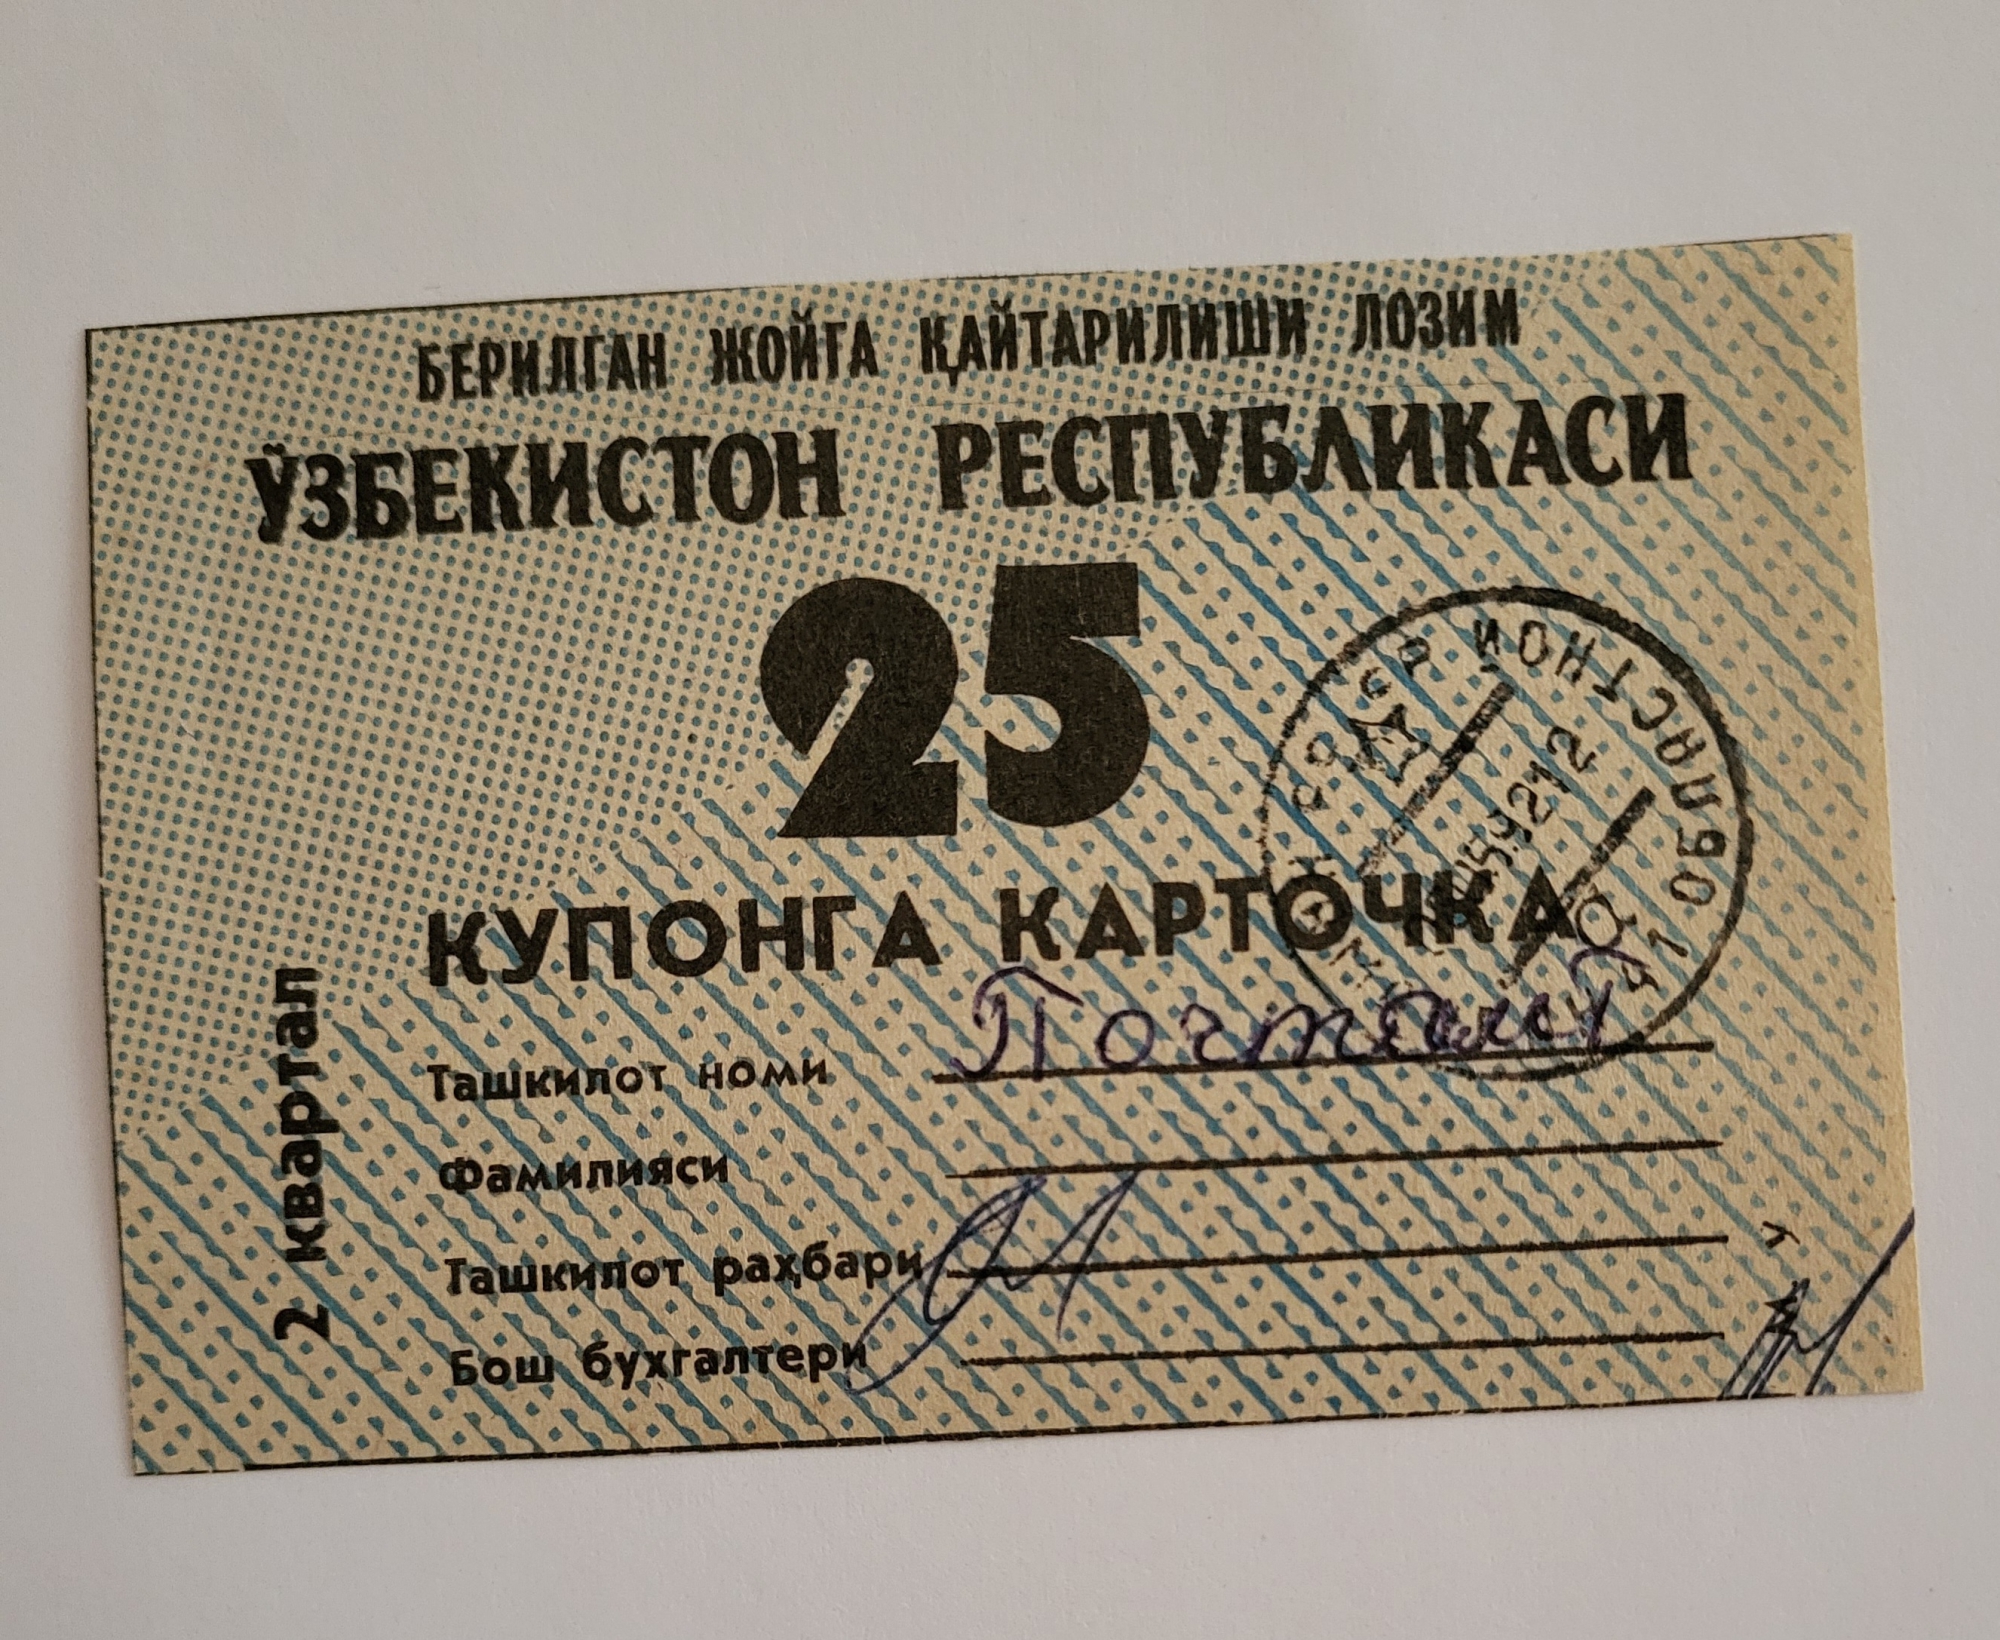 БЕРИЛГАН ЖОЙГА ҚАЙТАРИЛИШИ ЛОЗИМ
ЎЗБЕКИСТОН РЕСПУБЛИКАСИ
25
КУПОНГА КАРТОЧКА
2 квартал
Ташкилот номи Почтамт
Фамилияси
Ташкилот раҳбари
Бош бухгалтери
ОБЛАСТНОЙ